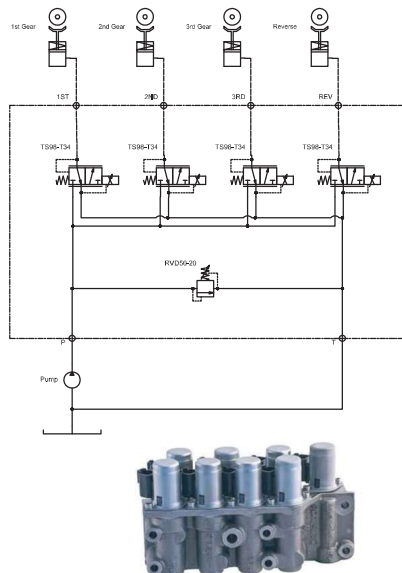 1st Gear 2nd Gear 3rd Gear Reverse
1ST 2ND 3RD REV
TS98-T34 TS98-T34 TS98-T34 TS98-T34
RVD50-20
P T
Pump